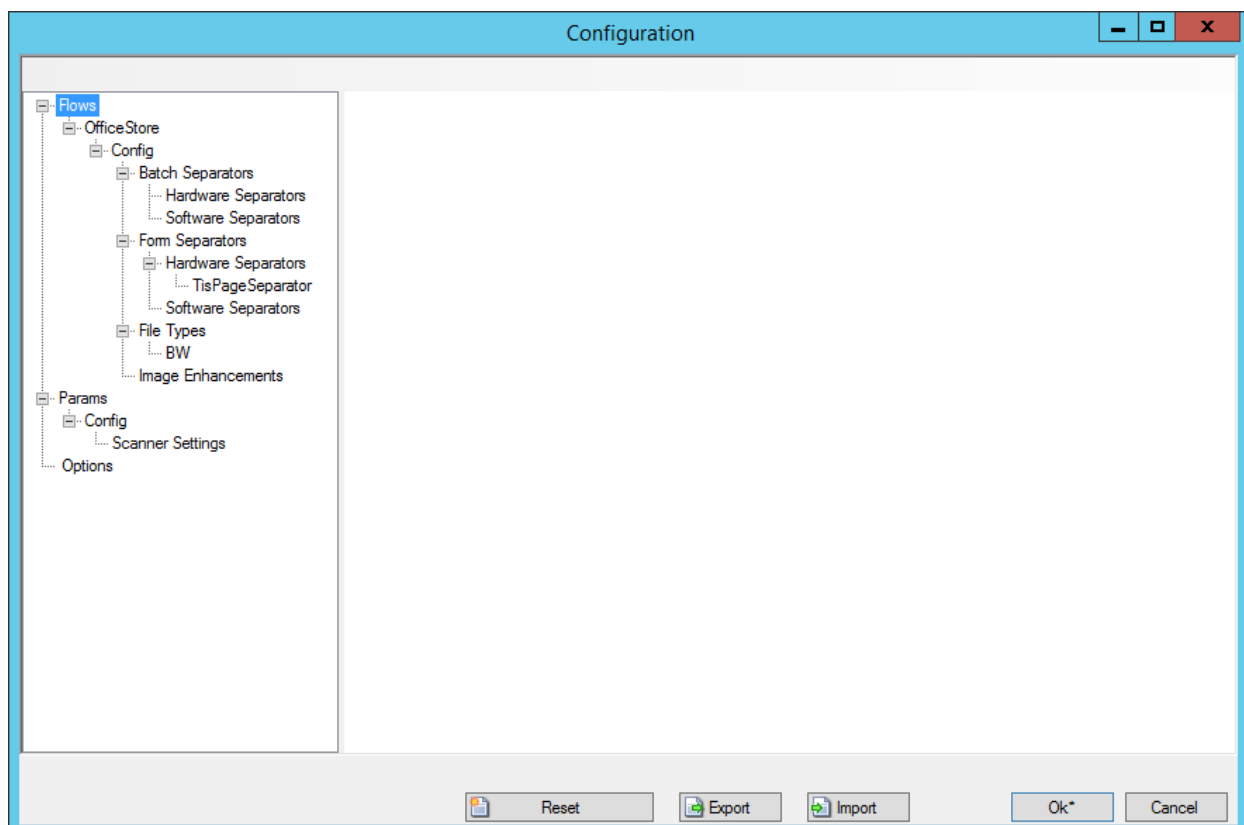 Configuration
Flows
OfficeStore
Config
Batch Separators
Hardware Separators
Software Separators
Form Separators
Hardware Separators
TisPageSeparator
Software Separators
File Types
BW
Image Enhancements
Params
Config
Scanner Settings
Options
Reset Export Import Ok* Cancel